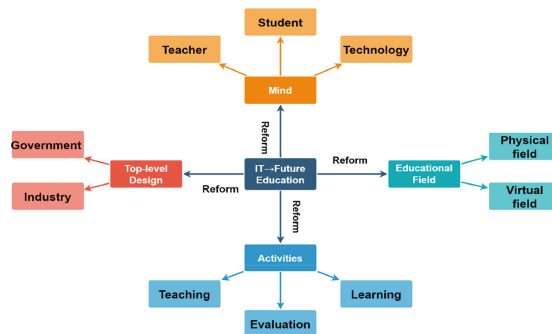 Student
Teacher
Technology
Mind
Reform
Government
Industry
Top-level
Design
Reform
IT→Future
Education
Reform
Educational
Field
Physical
field
Virtual
field
Reform
Activities
Teaching
Evaluation
Learning